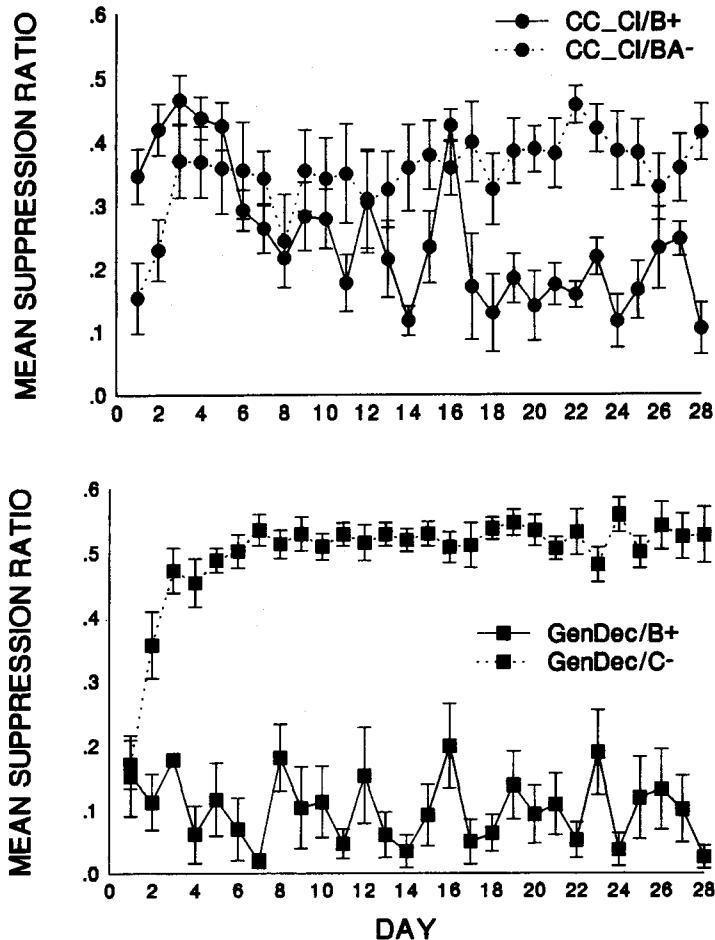 MEAN SUPPRESSION RATIO
.6
.5
.4
.3
.2
.1
.0
CC_CI/B+
CC_CI/BA-
0 2 4 6 8 10 12 14 16 18 20 22 24 26 28
MEAN SUPPRESSION RATIO
.6
.5
.4
.3
.2
.1
.0
GenDec/B+
GenDec/C-
0 2 4 6 8 10 12 14 16 18 20 22 24 26 28
DAY